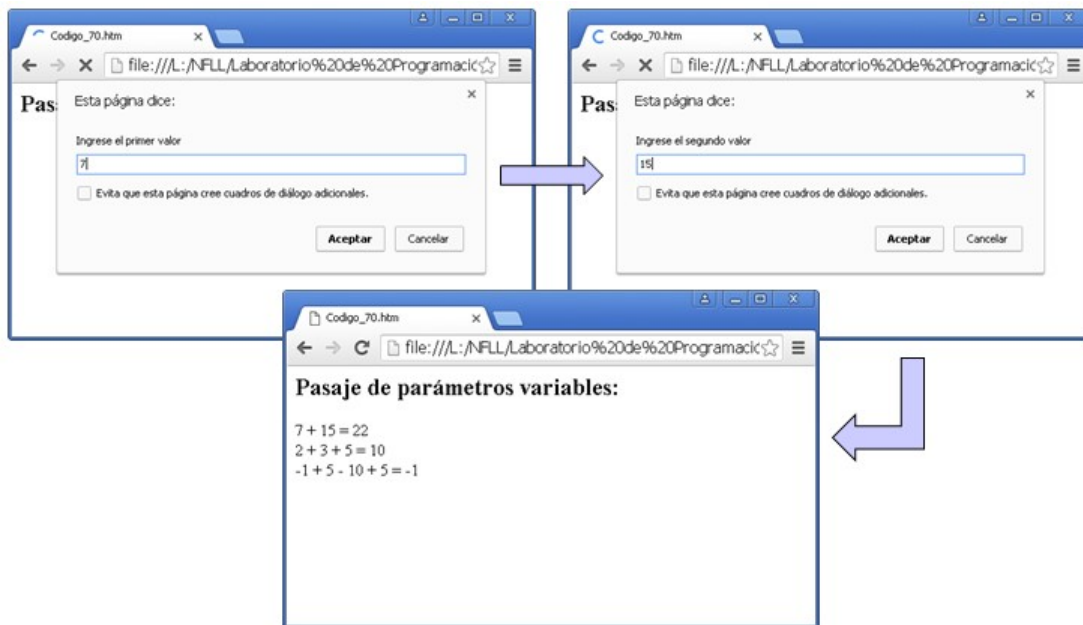 Codigo_70.htm
file:///L:/NFLL/Laboratorio%20de%20Programacic
Pas
Esta página dice:
Ingrese el primer valor
7
Evita que esta página cree cuadros de diálogo adicionales.
Aceptar Cancelar
Codigo_70.htm
file:///L:/NFLL/Laboratorio%20de%20Programacic
Pas
Esta página dice:
Ingrese el segundo valor
15
Evita que esta página cree cuadros de diálogo adicionales.
Aceptar Cancelar
Codigo_70.htm
file:///L:/NFLL/Laboratorio%20de%20Programacic
Pasaje de parámetros variables:
7 + 15 = 22
2 + 3 + 5 = 10
-1 + 5 - 10 + 5 = -1